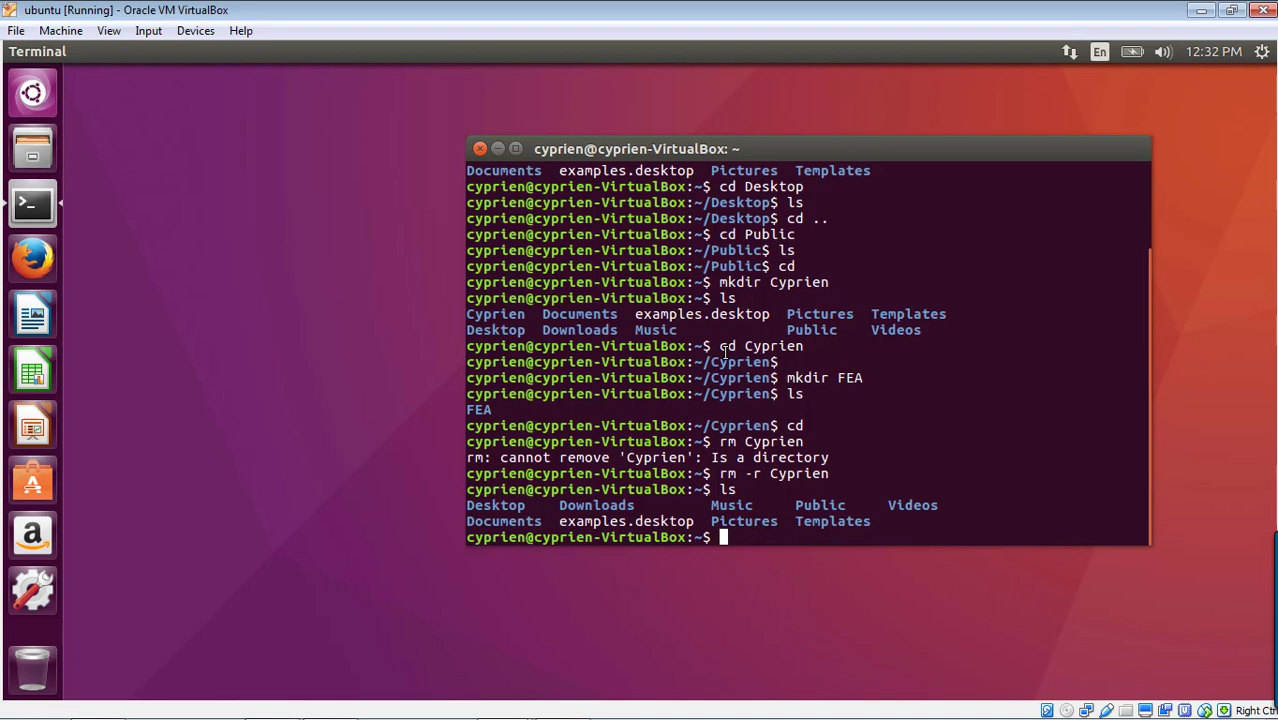 ubuntu [Running] - Oracle VM VirtualBox
File Machine View Input Devices Help
Terminal En 12:32 PM
cyprien@cyprien-VirtualBox: ~
Documents examples.desktop Pictures Templates
cyprien@cyprien-VirtualBox:~$ cd Desktop
cyprien@cyprien-VirtualBox:~/Desktop$ ls
cyprien@cyprien-VirtualBox:~/Desktop$ cd ..
cyprien@cyprien-VirtualBox:~$ cd Public
cyprien@cyprien-VirtualBox:~/Public$ ls
cyprien@cyprien-VirtualBox:~/Public$ cd
cyprien@cyprien-VirtualBox:~$ mkdir Cyprien
cyprien@cyprien-VirtualBox:~$ ls
Cyprien Documents examples.desktop Pictures Templates
Desktop Downloads Music Public Videos
cyprien@cyprien-VirtualBox:~$ cd Cyprien
cyprien@cyprien-VirtualBox:~/Cyprien$
cyprien@cyprien-VirtualBox:~/Cyprien$ mkdir FEA
cyprien@cyprien-VirtualBox:~/Cyprien$ ls
FEA
cyprien@cyprien-VirtualBox:~/Cyprien$ cd
cyprien@cyprien-VirtualBox:~$ rm Cyprien
rm: cannot remove 'Cyprien': Is a directory
cyprien@cyprien-VirtualBox:~$ rm -r Cyprien
cyprien@cyprien-VirtualBox:~$ ls
Desktop Downloads Music Public Videos
Documents examples.desktop Pictures Templates
cyprien@cyprien-VirtualBox:~$
Right Ctrl